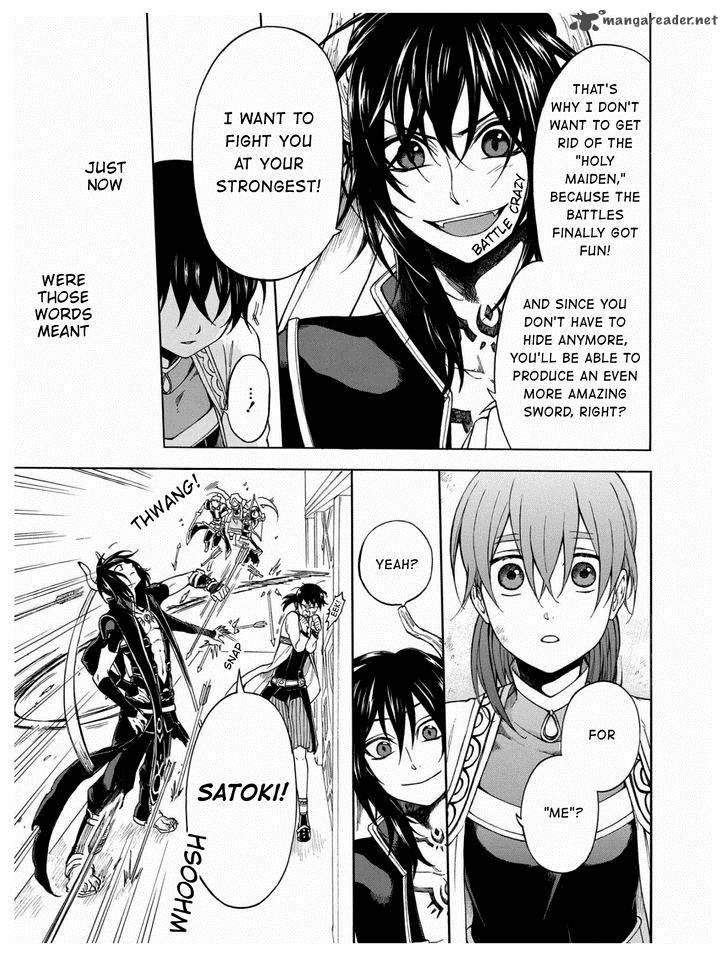 mangareader.net
THAT'S
WHY I DON'T
WANT TO GET
RID OF THE
"HOLY
MAIDEN,"
BECAUSE THE
BATTLES
FINALLY GOT
FUN!
AND SINCE YOU
DON'T HAVE TO
HIDE ANYMORE,
YOU'LL BE ABLE TO
PRODUCE AN EVEN
MORE AMAZING
SWORD, RIGHT?
BATTLE CRAZY
I WANT TO
FIGHT YOU
AT YOUR
STRONGEST!
......
JUST
NOW
WERE
THOSE
WORDS
MEANT
FOR
"ME"?
YEAH?
THWANG!
EEK!
SNAP
SATOKI!
WHOOSH